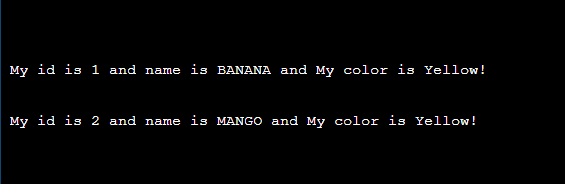 My id is 1 and name is BANANA and My color is Yellow!
My id is 2 and name is MANGO and My color is Yellow!